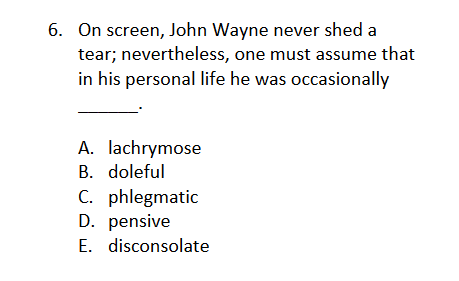 6. On screen, John Wayne never shed a
tear; nevertheless, one must assume that
in his personal life he was occasionally
______.
A. lachrymose
B. doleful
C. phlegmatic
D. pensive
E. disconsolate